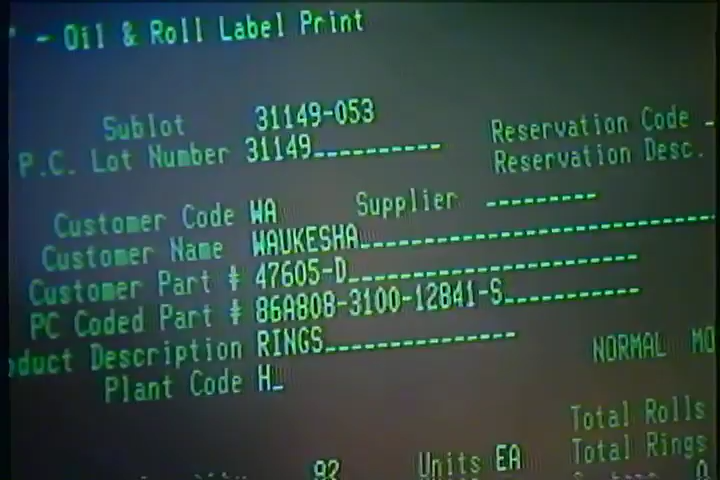 - Oil & Roll Label Print
Sublot 31149-053
Reservation Code
P.C. Lot Number 31149
Reservation Desc.
Customer Code WA Supplier
Customer Name WAUKESHA
Customer Part # 47605-D
PC Coded Part # 86A808-3100-12841-S
duct Description RINGS
NORMAL MO
Plant Code H
Total Rolls
Units EA Total Rings